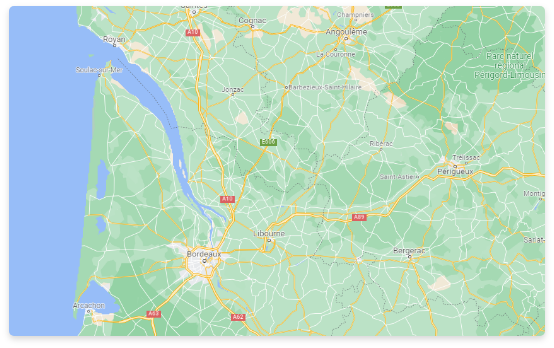 Cognac
Champniers
A10
Angoulême
Royan
La Couronne
Parc naturel
régional
Périgord-Limousin
Soulac-sur-Mer
Jonzac
Barbezieux-Saint-Hilaire
E606
Ribérac
Trélissac
Périgueux
Saint-Astier
A10
A89
Libourne
Bordeaux
Bergerac
Arcachon
A63
A62